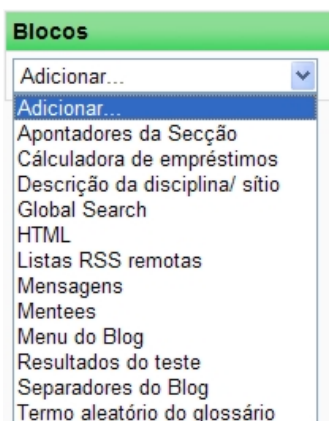 Blocos
Adicionar...
Adicionar...
Apontadores da Secção
Cálculadora de empréstimos
Descrição da disciplina/ sítio
Global Search
HTML
Listas RSS remotas
Mensagens
Mentees
Menu do Blog
Resultados do teste
Separadores do Blog
Termo aleatório do glossário